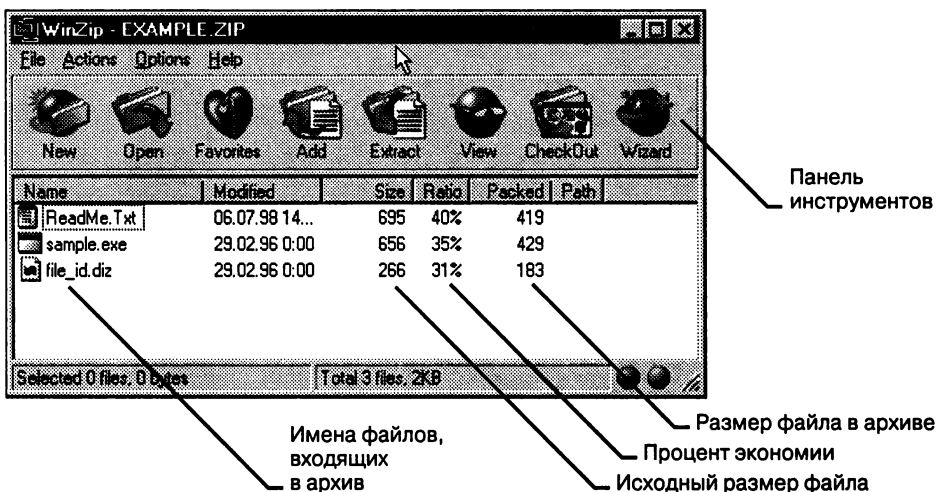 WinZip - EXAMPLE.ZIP
File Actions Options Help
New Open Favorites Add Extract View CheckOut Wizard
Name Modified Size Ratio Packed Path
ReadMe.Txt 06.07.98 14... 695 40% 419
sample.exe 29.02.96 0:00 656 35% 429
file_id.diz 29.02.96 0:00 266 31% 183
Selected 0 files, 0 bytes Total 3 files, 2KB
Панель
инструментов
Размер файла в архиве
Процент экономии
Исходный размер файла
Имена файлов,
входящих
в архив